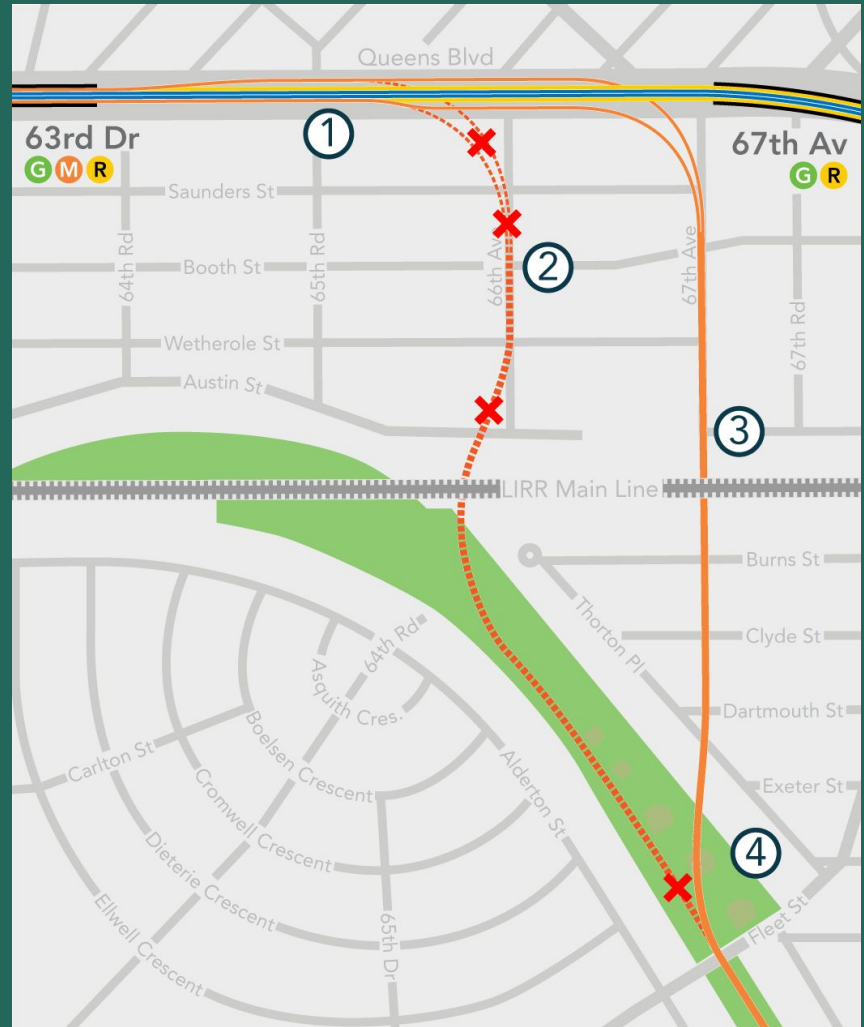 Queens Blvd
63rd Dr
G M R
1
67th Av
G R
Saunders St
64th Rd
65th Rd
66th Av
67th Ave
67th Rd
Booth St
2
Wetherole St
Austin St
3
LIRR Main Line
Burns St
Thorton Pl
Clyde St
64th Rd
Asquith Cres.
Dartmouth St
Boelsen Crescent
Carlton St
Alderton St
Exeter St
Cromwell Crescent
4
Dieterie Crescent
Ellwell Crescent
65th Dr
Fleet St